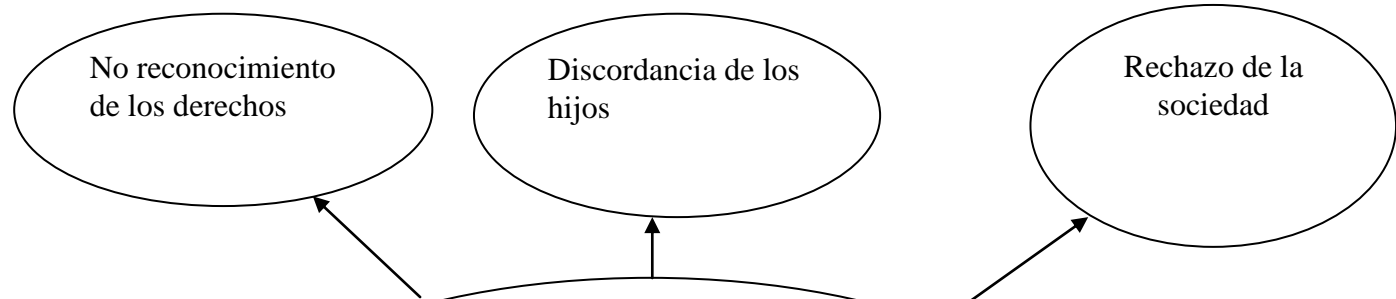 No reconocimiento
de los derechos
Discordancia de los
hijos
Rechazo de la
sociedad